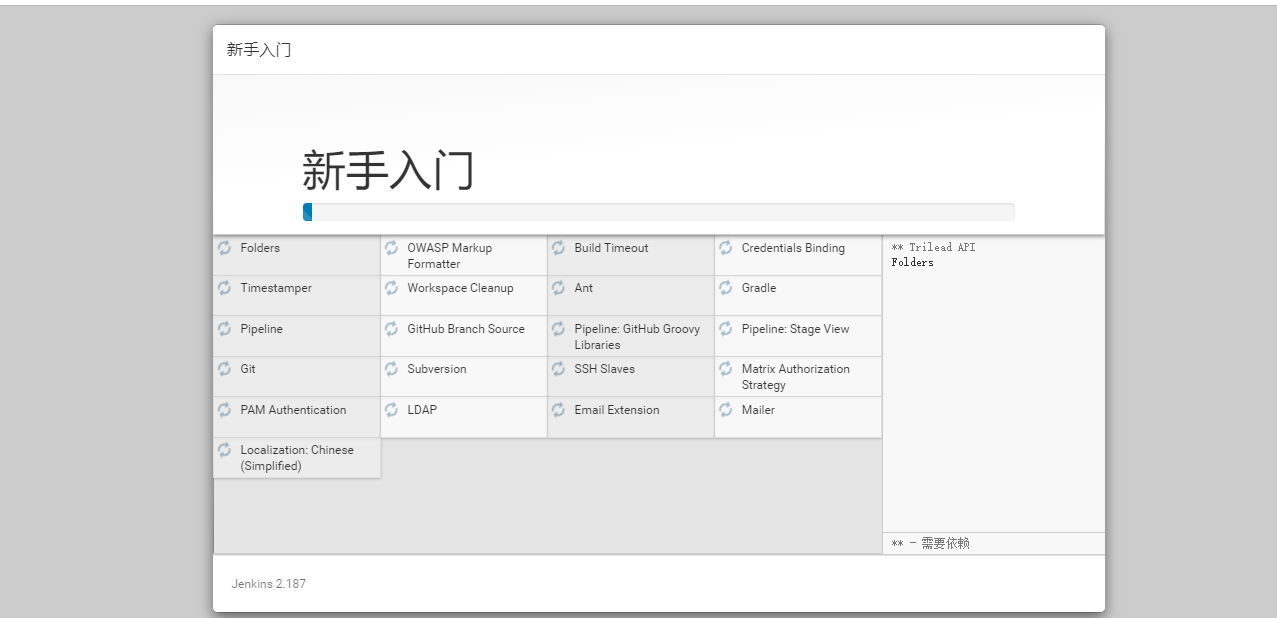 新手入门
新手入门
Folders
OWASP Markup
Formatter
Build Timeout
Credentials Binding
** Trilead API
Folders
Timestamper
Workspace Cleanup
Ant
Gradle
Pipeline
GitHub Branch Source
Pipeline: GitHub Groovy
Libraries
Pipeline: Stage View
Git
Subversion
SSH Slaves
Matrix Authorization
Strategy
PAM Authentication
LDAP
Email Extension
Mailer
Localization: Chinese
(Simplified)
** - 需要依赖
Jenkins 2.187